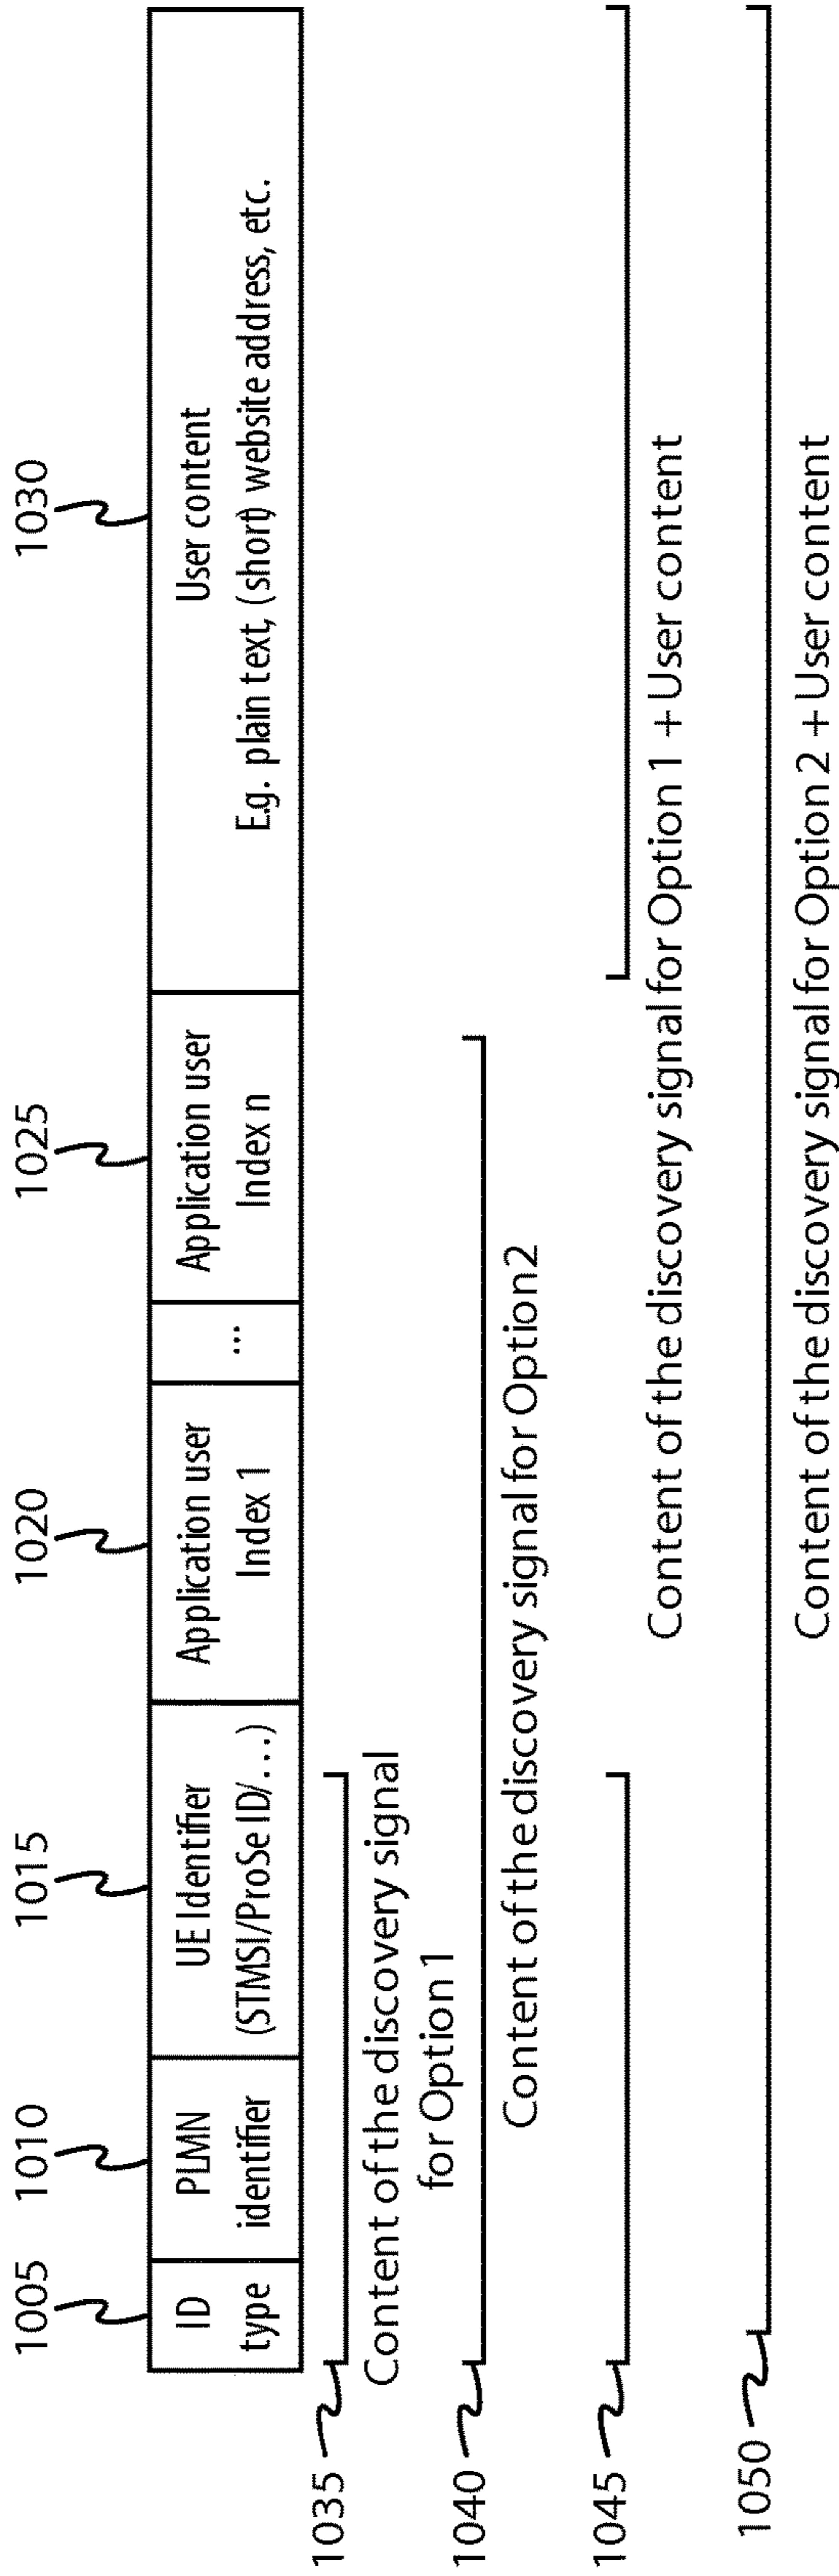 1005
1010
1015
1020
1025
1030
ID
type
PLMN
identifier
UE Identifier
(STMSI/ProSe ID/...)
Application user
Index 1
...
Application user
Index n
User content
E.g. plain text, (short) website address, etc.
1035
Content of the discovery signal
for Option 1
1040
Content of the discovery signal for Option 2
1045
Content of the discovery signal for Option 1 + User content
1050
Content of the discovery signal for Option 2 + User content